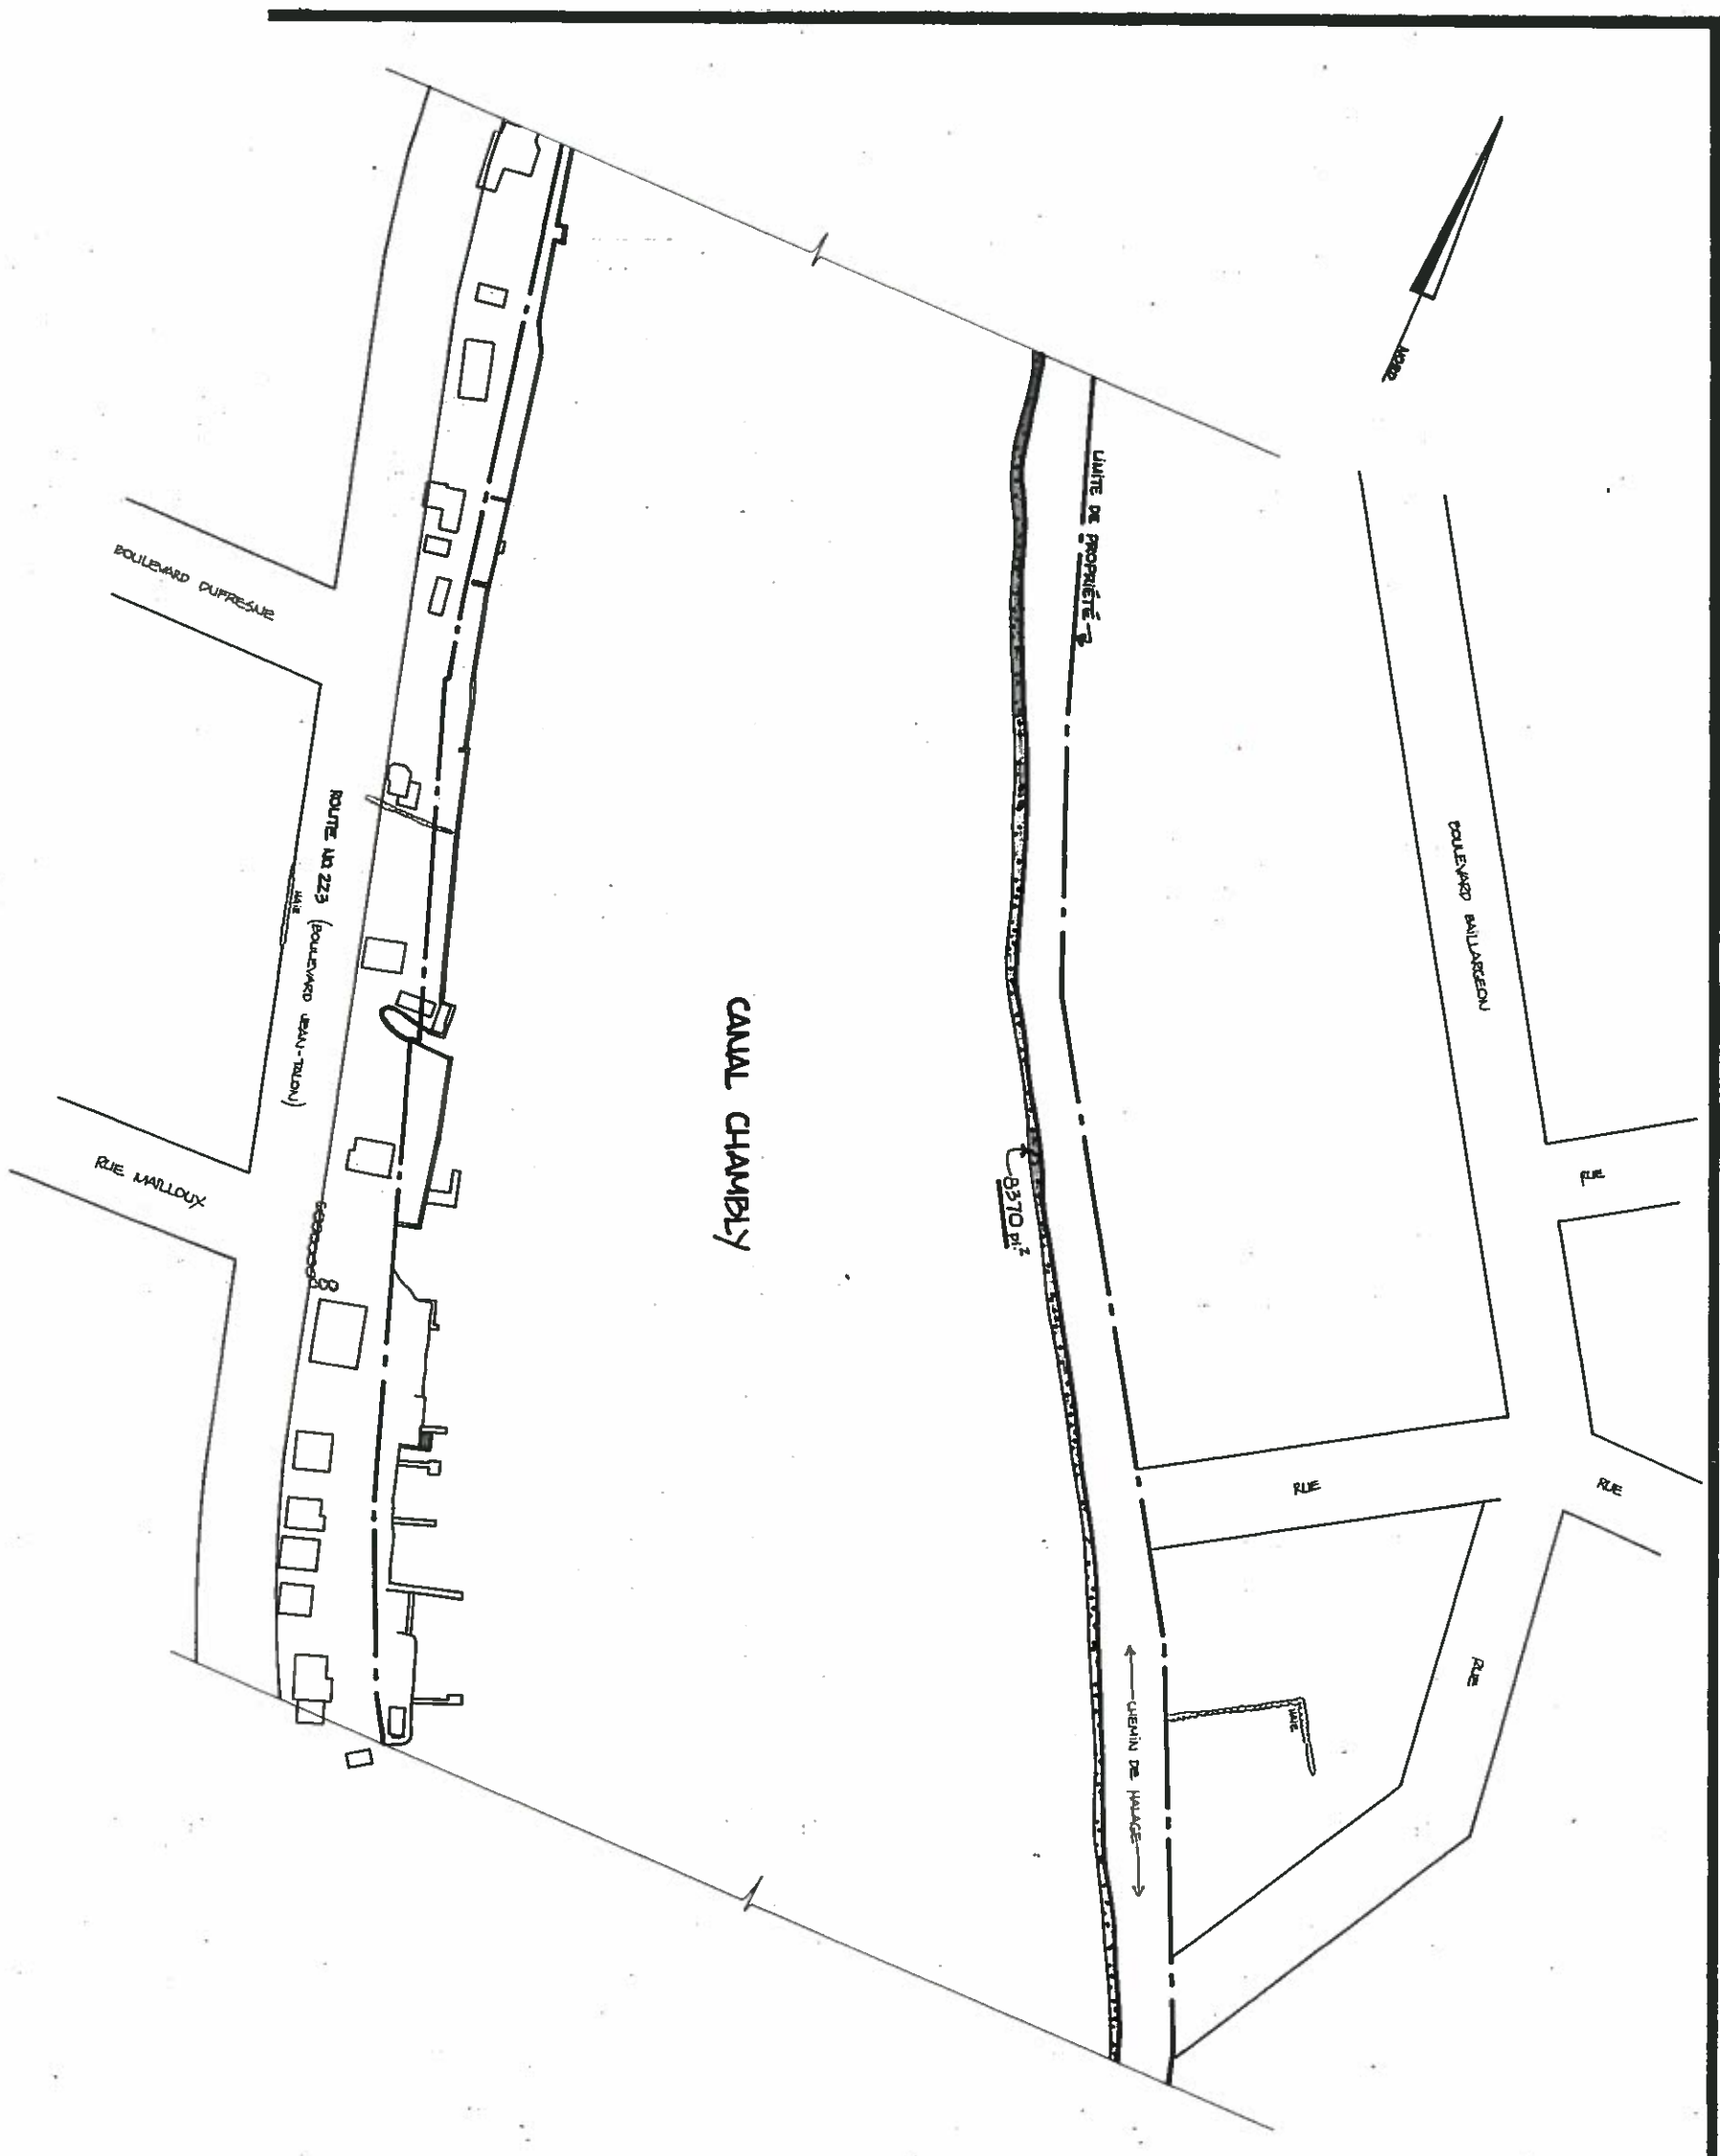 NORD
LIMITE DE PROPRIÉTÉ
BOULEVARD BAILLARGEON
BOULEVARD DUFRESNE
ROUTE NO 223 (BOULEVARD JEAN-TALON)
HAIE
CANAL CHAMBLY
8370 pi.²
RUE MAILLOUX
RUE
RUE
RUE
RUE
HAIE
CHEMIN DE HALAGE